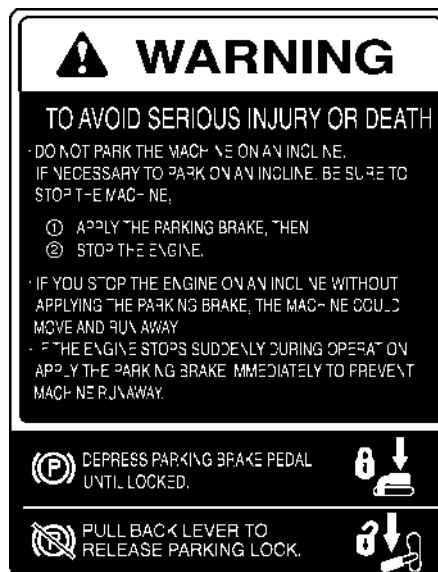 WARNING
TO AVOID SERIOUS INJURY OR DEATH
· DO NOT PARK THE MACHINE ON AN INCLINE.
IF NECESSARY TO PARK ON AN INCLINE, BE SURE TO
STOP THE MACHINE,
① APPLY THE PARKING BRAKE, THEN
② STOP THE ENGINE.
· IF YOU STOP THE ENGINE ON AN INCLINE WITHOUT
APPLYING THE PARKING BRAKE, THE MACHINE COULD
MOVE AND RUN AWAY
· IF THE ENGINE STOPS SUDDENLY DURING OPERATION
APPLY THE PARKING BRAKE IMMEDIATELY TO PREVENT
MACHINE RUNAWAY.
(P) DEPRESS PARKING BRAKE PEDAL
UNTIL LOCKED.
(P) PULL BACK LEVER TO
RELEASE PARKING LOCK.